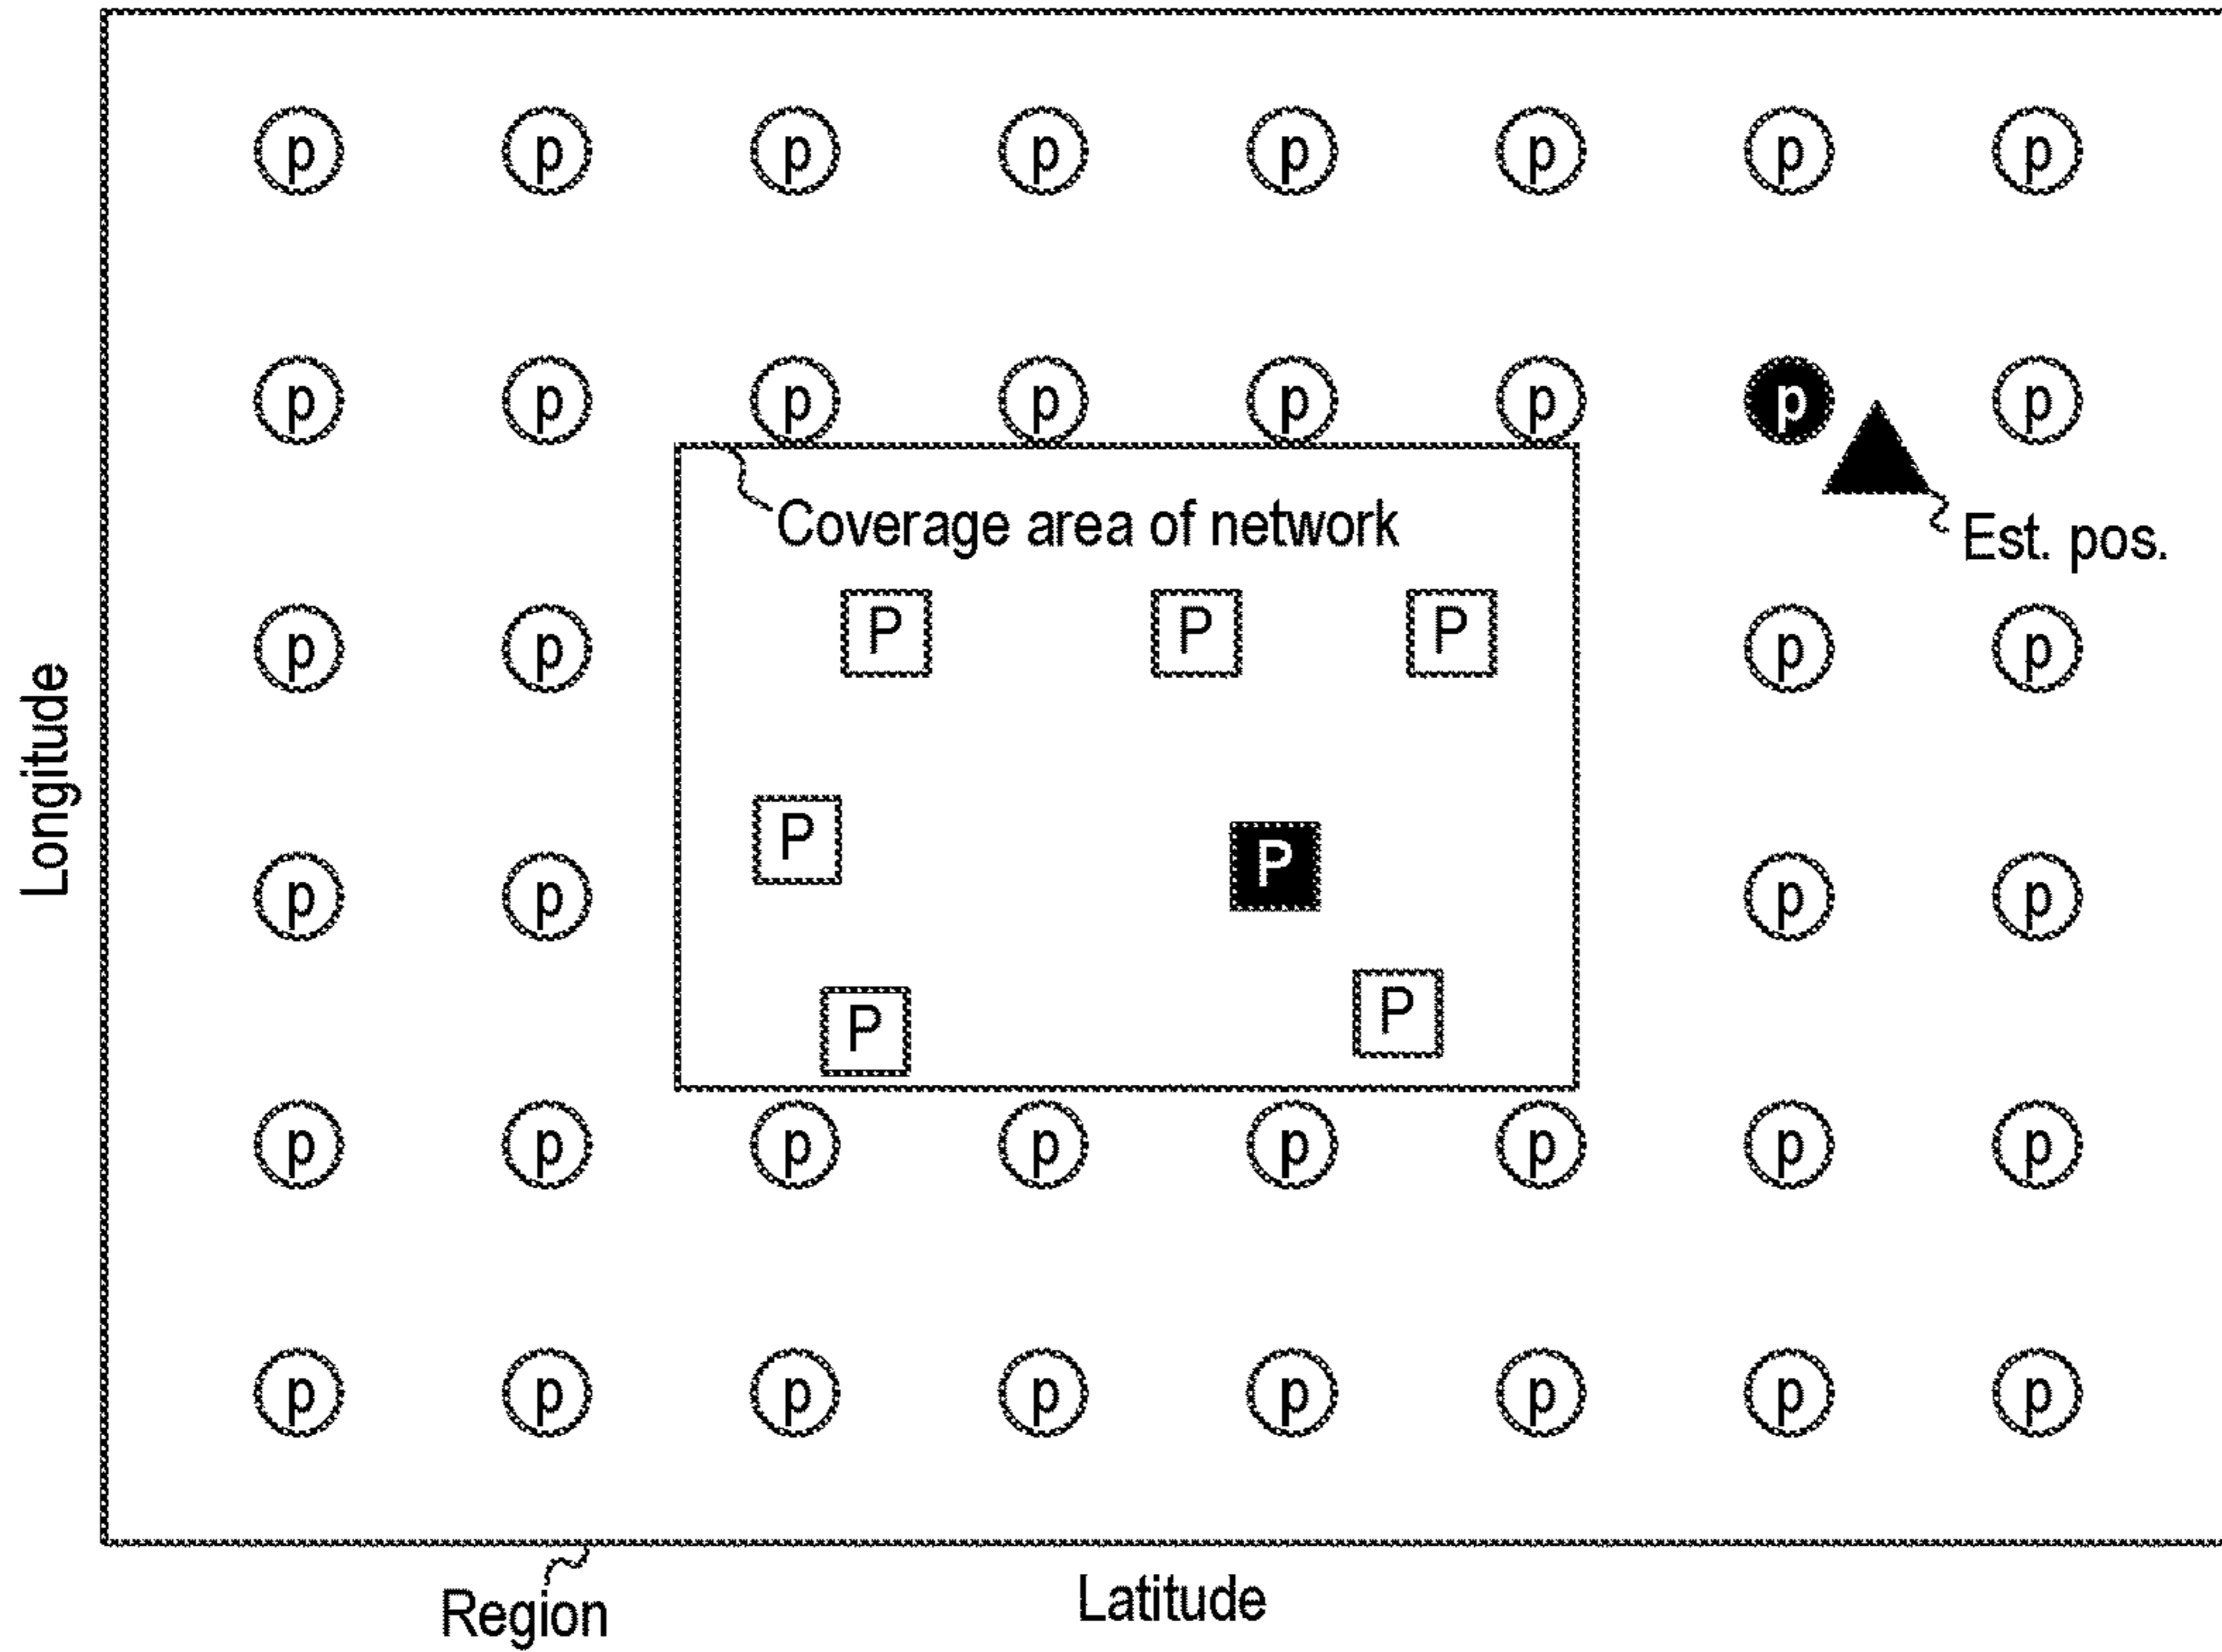 p p p p p p p p
p p p p p p p p
Coverage area of network
Est. pos.
p p P P P p p
Longitude
p p P P p p
P P
p p p p p p p p
p p p p p p p p
Region
Latitude